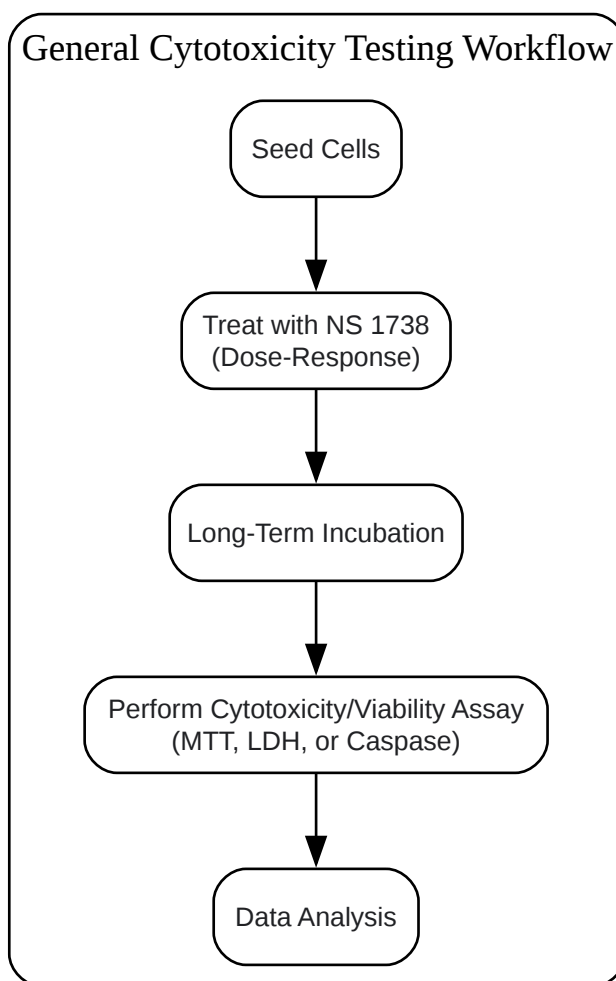 General Cytotoxicity Testing Workflow
Seed Cells
Treat with NS 1738
(Dose-Response)
Long-Term Incubation
Perform Cytotoxicity/Viability Assay
(MTT, LDH, or Caspase)
Data Analysis